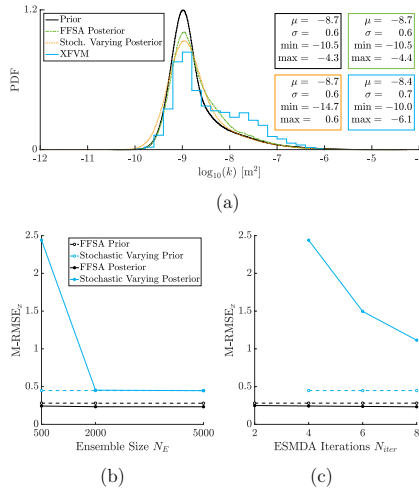 1.2
Prior
FFSA Posterior
Stoch. Varying Posterior
XFVM
μ = −8.7
σ = 0.6
min = −10.5
max = −4.3
μ = −8.7
σ = 0.6
min = −10.5
max = −4.4
μ = −8.7
σ = 0.6
min = −14.7
max = 0.6
μ = −8.4
σ = 0.7
min = −10.0
max = −6.1
PDF
0
-12 -11 -10 -9 -8 -7 -6 -5 -4
log10(k) [m²]
(a)
2.5
2
1.5
1
0.5
0
M-RMSEz
FFSA Prior
Stochastic Varying Prior
FFSA Posterior
Stochastic Varying Posterior
500 2000 5000
Ensemble Size NE
(b)
2.5
2
1.5
1
0.5
0
M-RMSEz
2 4 6 8
ESMDA Iterations Niter
(c)